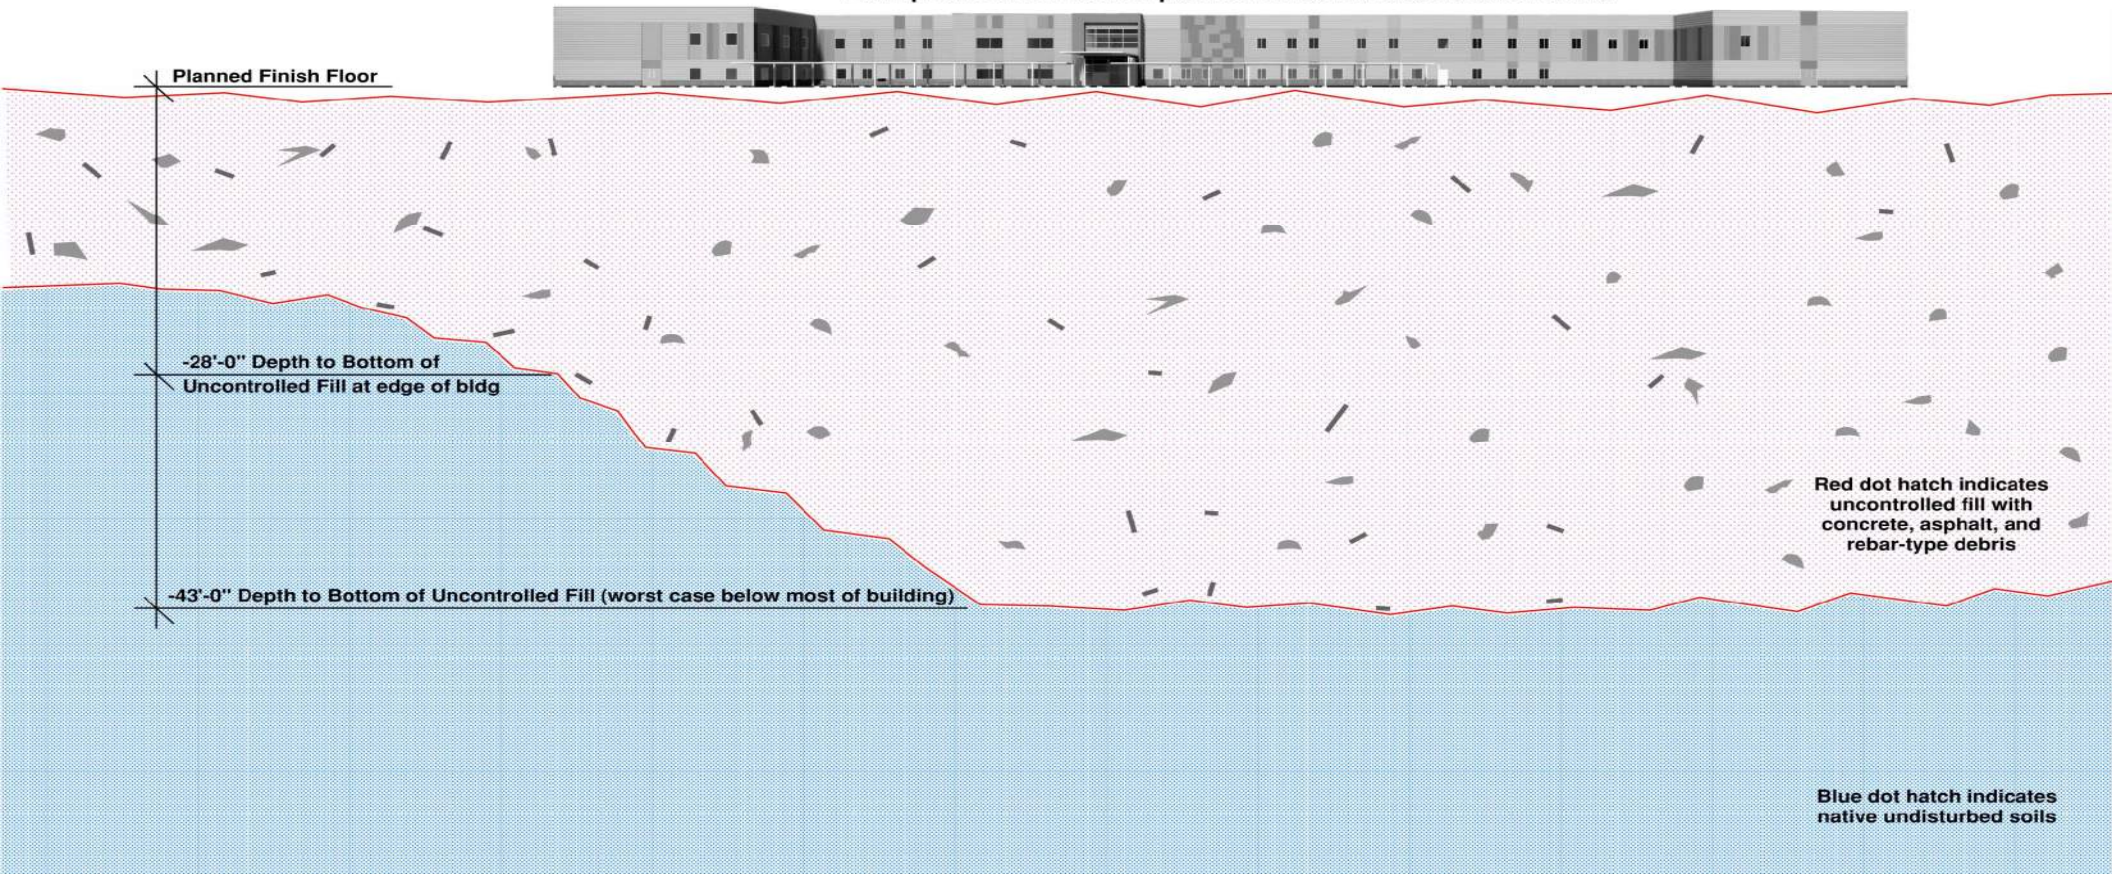 Planned Finish Floor
-28'-0" Depth to Bottom of
Uncontrolled Fill at edge of bldg
-43'-0" Depth to Bottom of Uncontrolled Fill (worst case below most of building)
Red dot hatch indicates
uncontrolled fill with
concrete, asphalt, and
rebar-type debris
Blue dot hatch indicates
native undisturbed soils